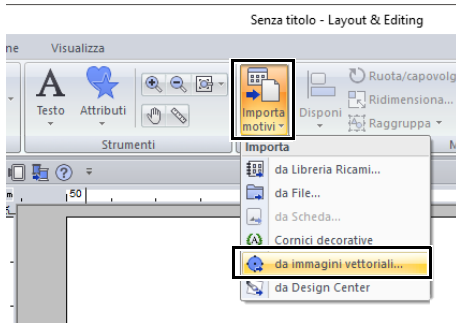 Senza titolo - Layout & Editing
ne Visualizza
Testo
Attributi
Importa
motivi
Disponi
Ruota/capovolg
Ridimensiona...
Raggruppa
Strumenti
Importa
da Libreria Ricami...
da File...
da Scheda...
Cornici decorative
da immagini vettoriali...
da Design Center
50